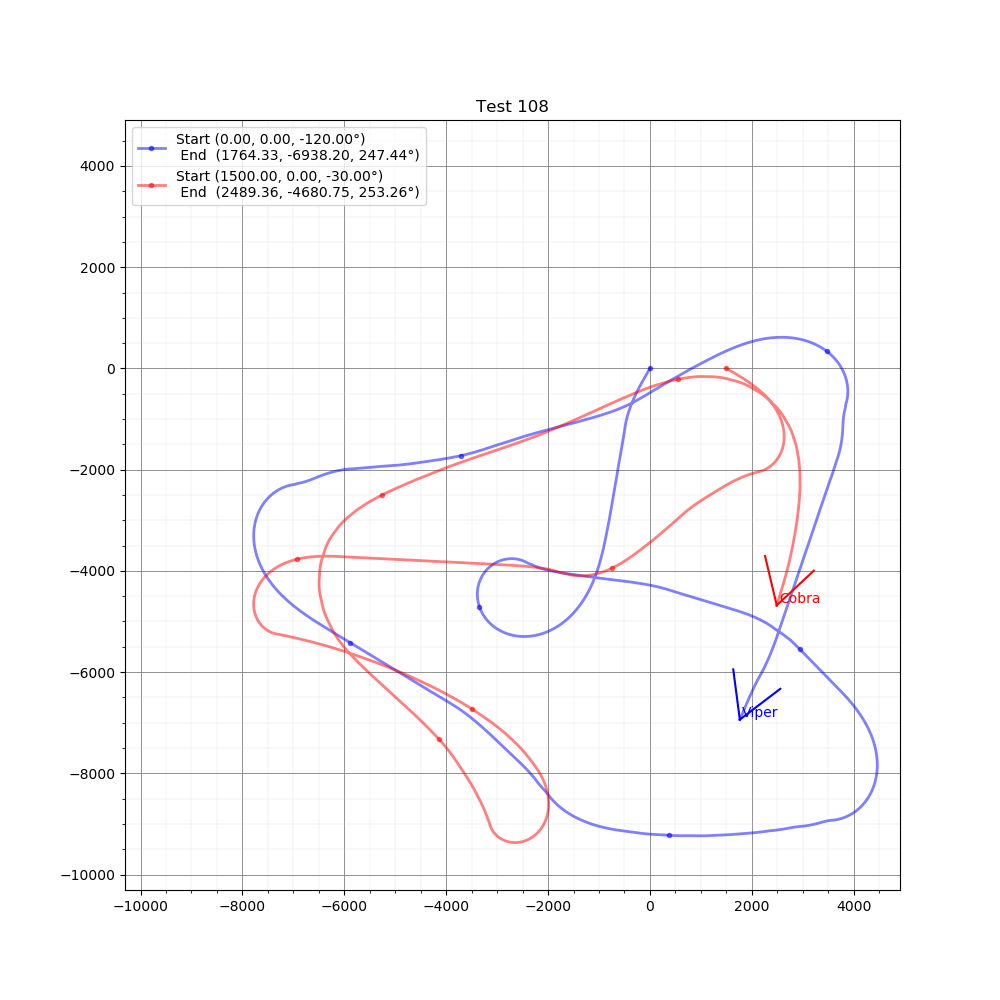 Test 108
Start (0.00, 0.00, -120.00°)
End (1764.33, -6938.20, 247.44°)
Start (1500.00, 0.00, -30.00°)
End (2489.36, -4680.75, 253.26°)
4000
2000
0
−2000
−4000
−6000
−8000
−10000
Cobra
Viper
−10000 −8000 −6000 −4000 −2000 0 2000 4000